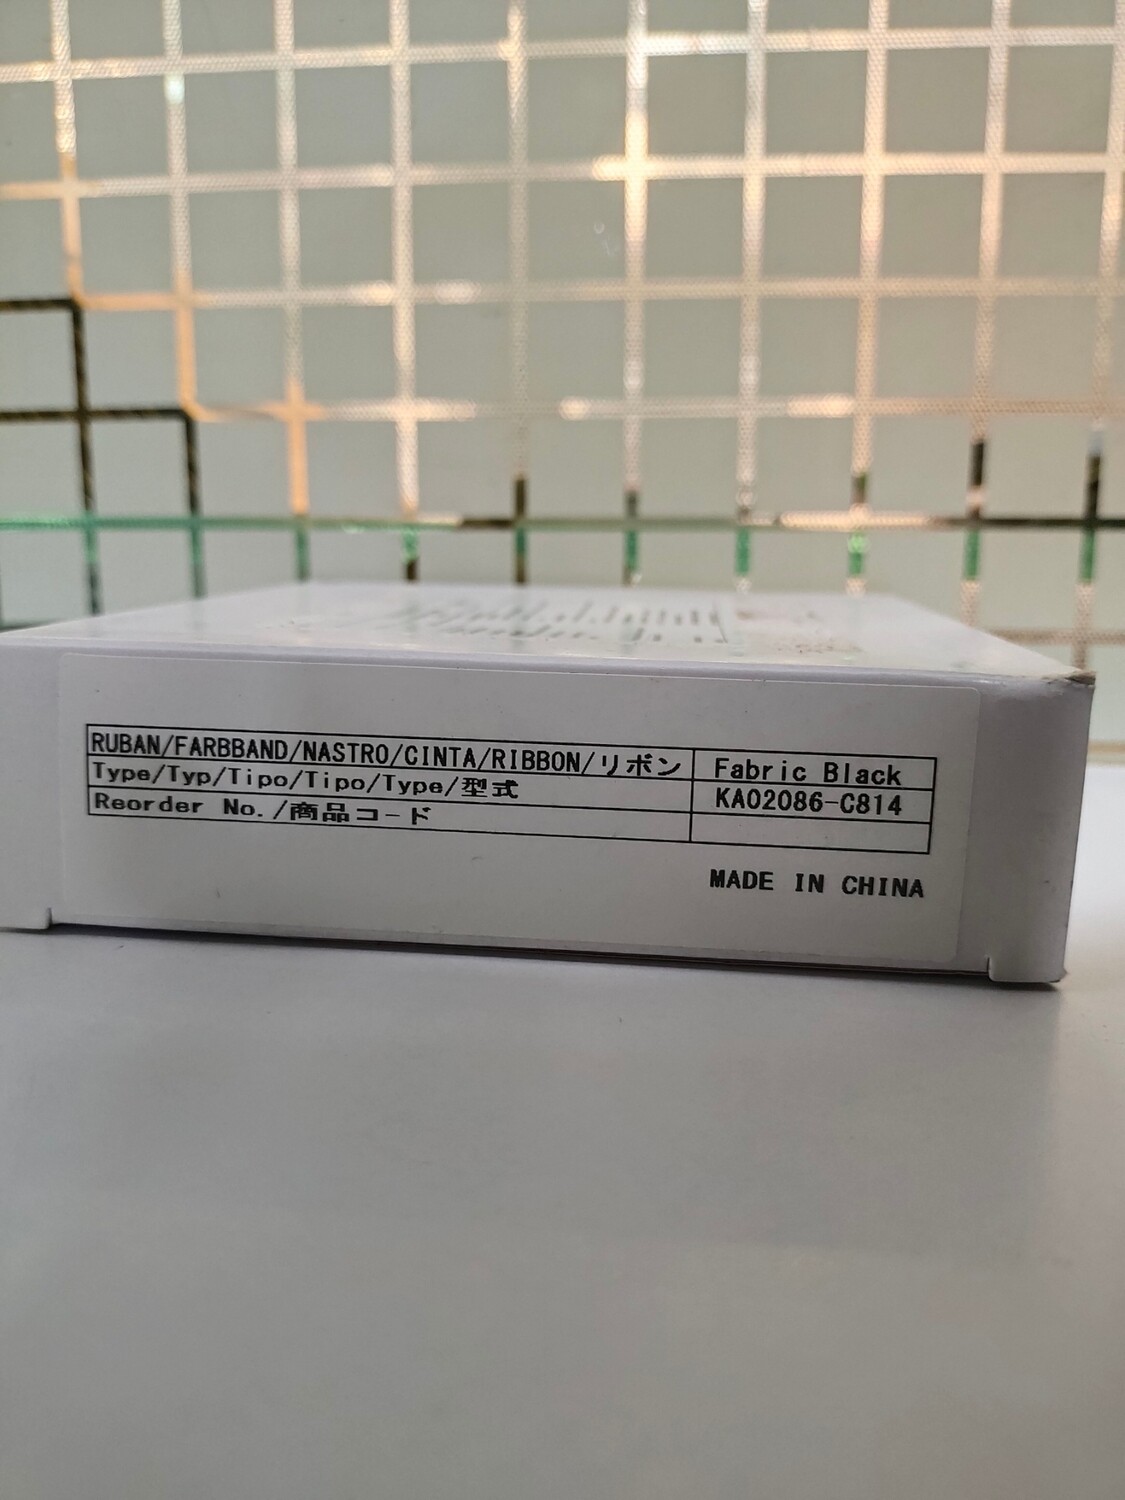 RUBAN/FARBBAND/NASTRO/CINTA/RIBBON/リボン Fabric Black
Type/Typ/Tipo/Tipo/Type/型式 KA02086-C814
Reorder No./商品コード
MADE IN CHINA